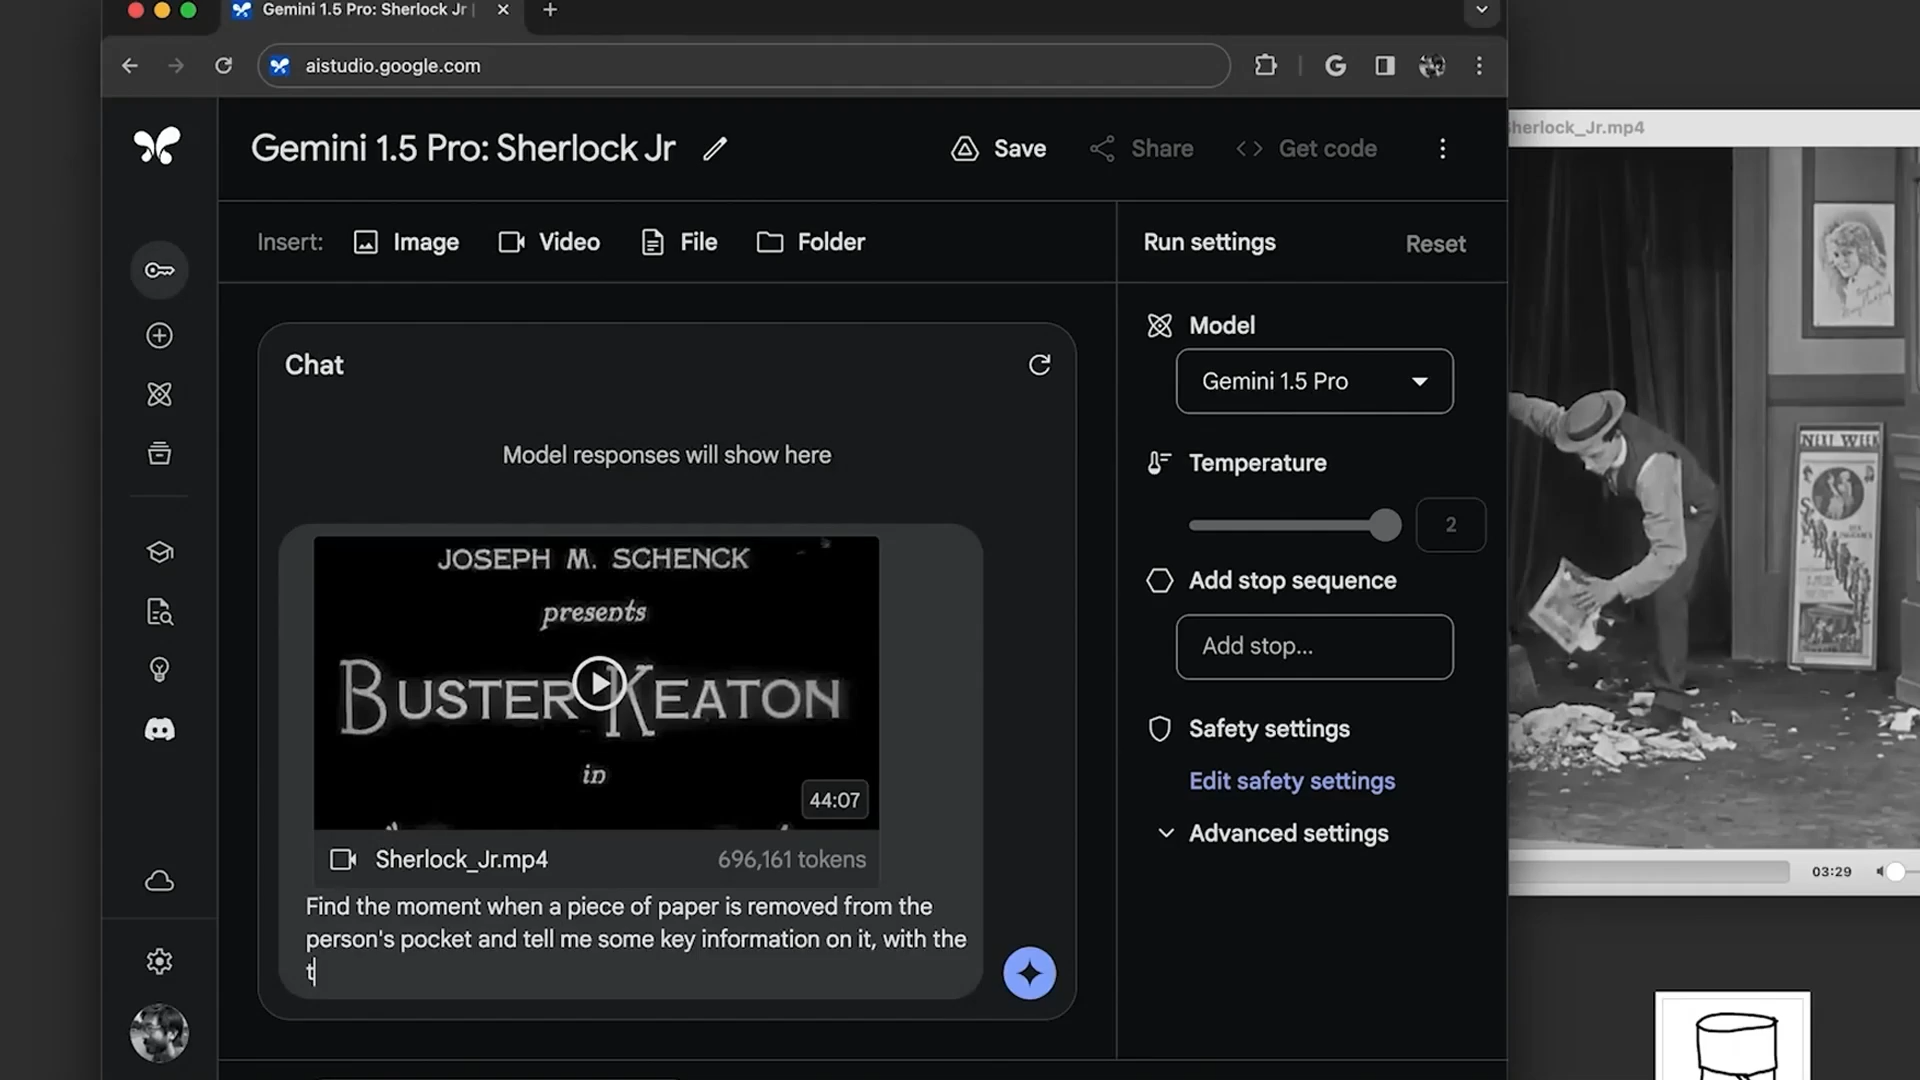 Gemini 1.5 Pro: Sherlock Jr
aistudio.google.com
Gemini 1.5 Pro: Sherlock Jr
Save
Share
Get code
Insert:
Image
Video
File
Folder
Run settings
Reset
Chat
Model responses will show here
JOSEPH M. SCHENCK
presents
BUSTER KEATON
in
44:07
Sherlock_Jr.mp4
696,161 tokens
Find the moment when a piece of paper is removed from the
person's pocket and tell me some key information on it, with the
t
Model
Gemini 1.5 Pro
Temperature
2
Add stop sequence
Add stop...
Safety settings
Edit safety settings
Advanced settings
Sherlock_Jr.mp4
NEXT WEEK
03:29